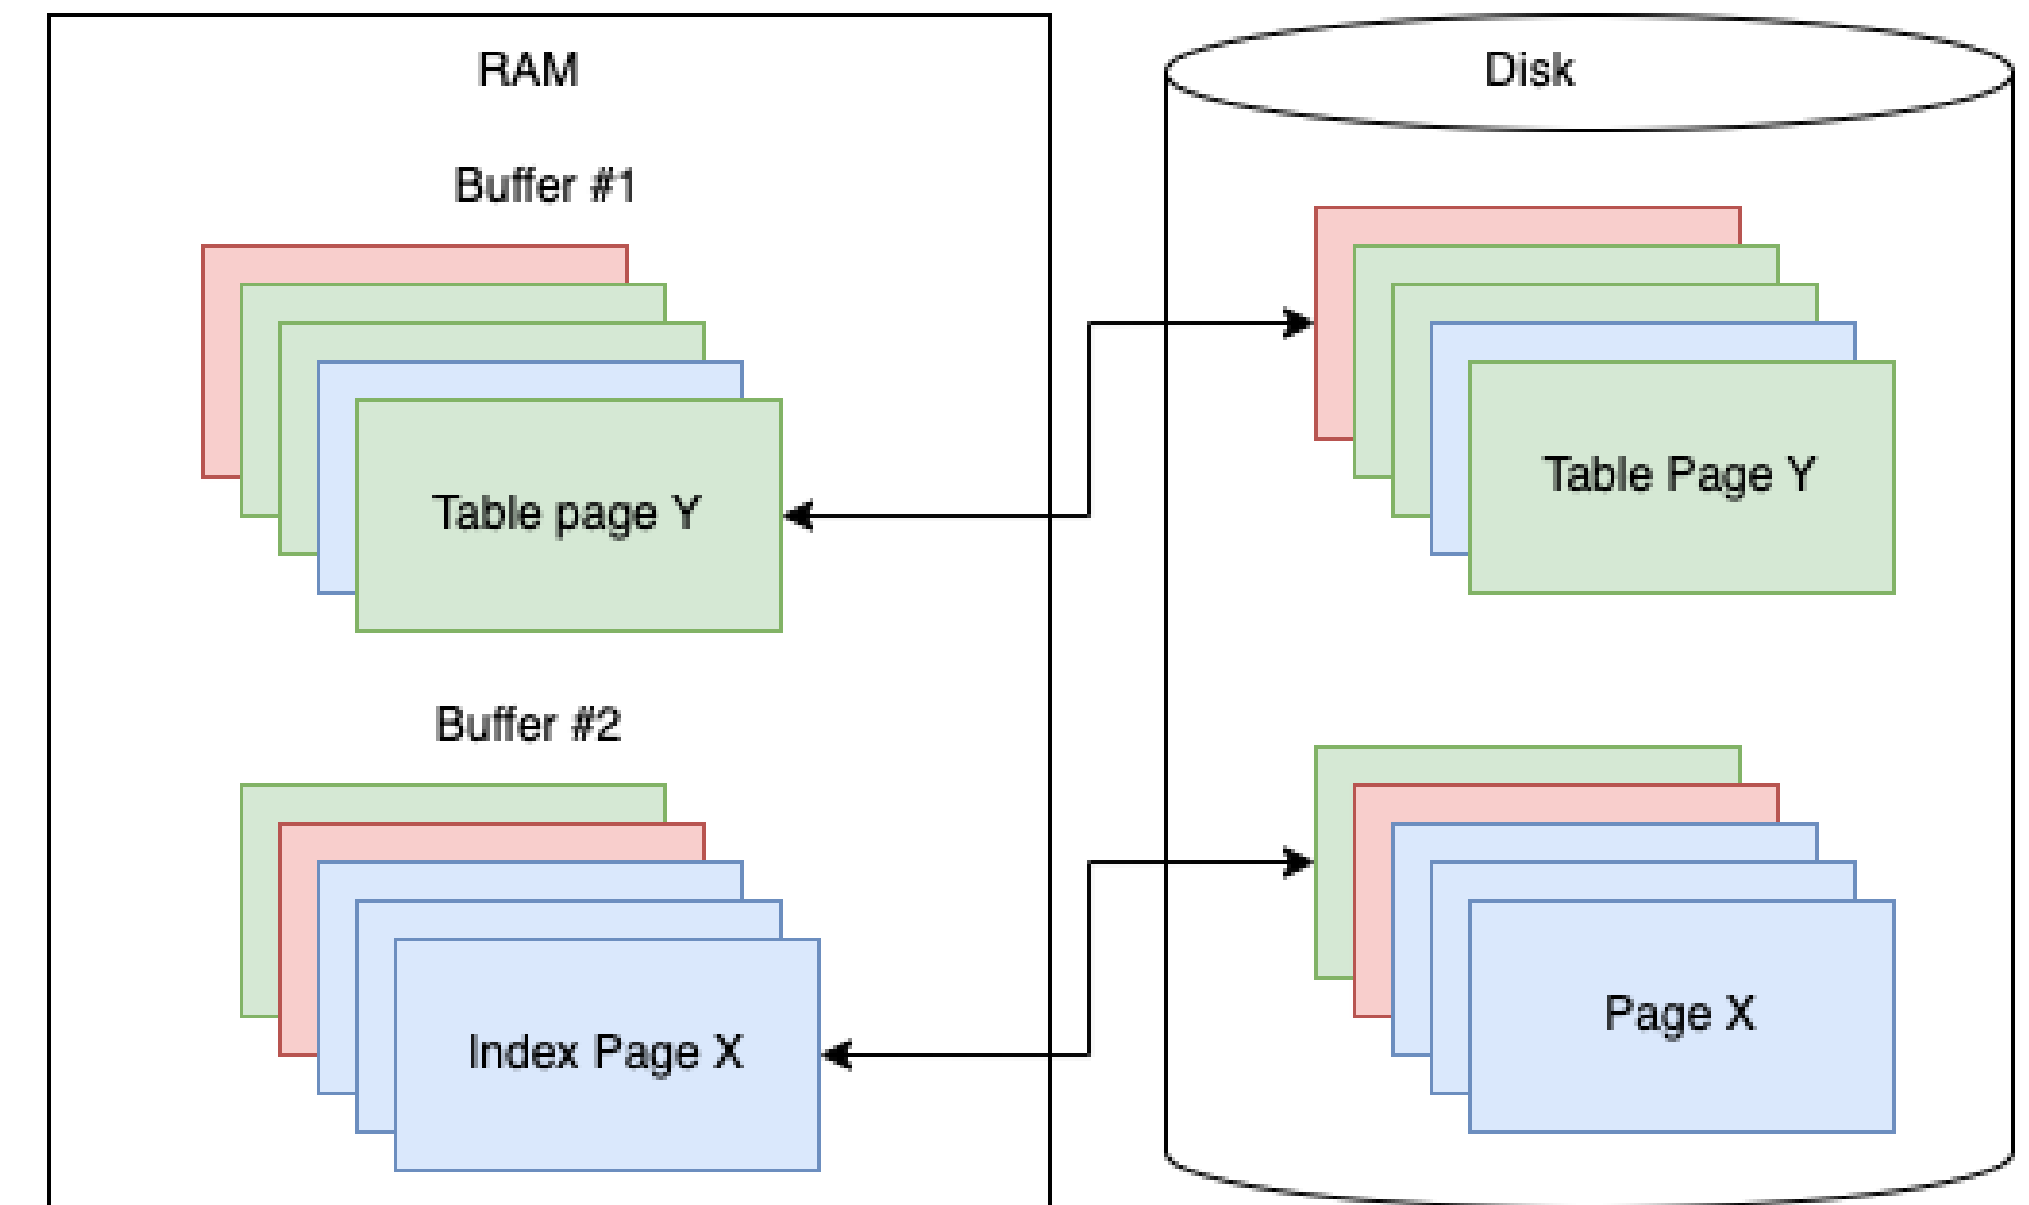 RAM
Disk
Buffer #1
Table page Y
Table Page Y
Buffer #2
Index Page X
Page X